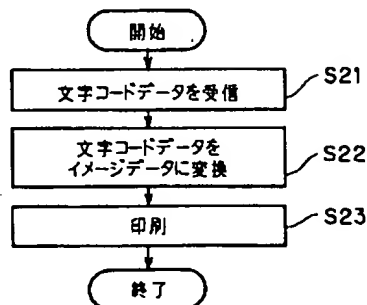 開始
文字コードデータを受信
S21
文字コードデータを
イメージデータに変換
S22
印刷
S23
終了